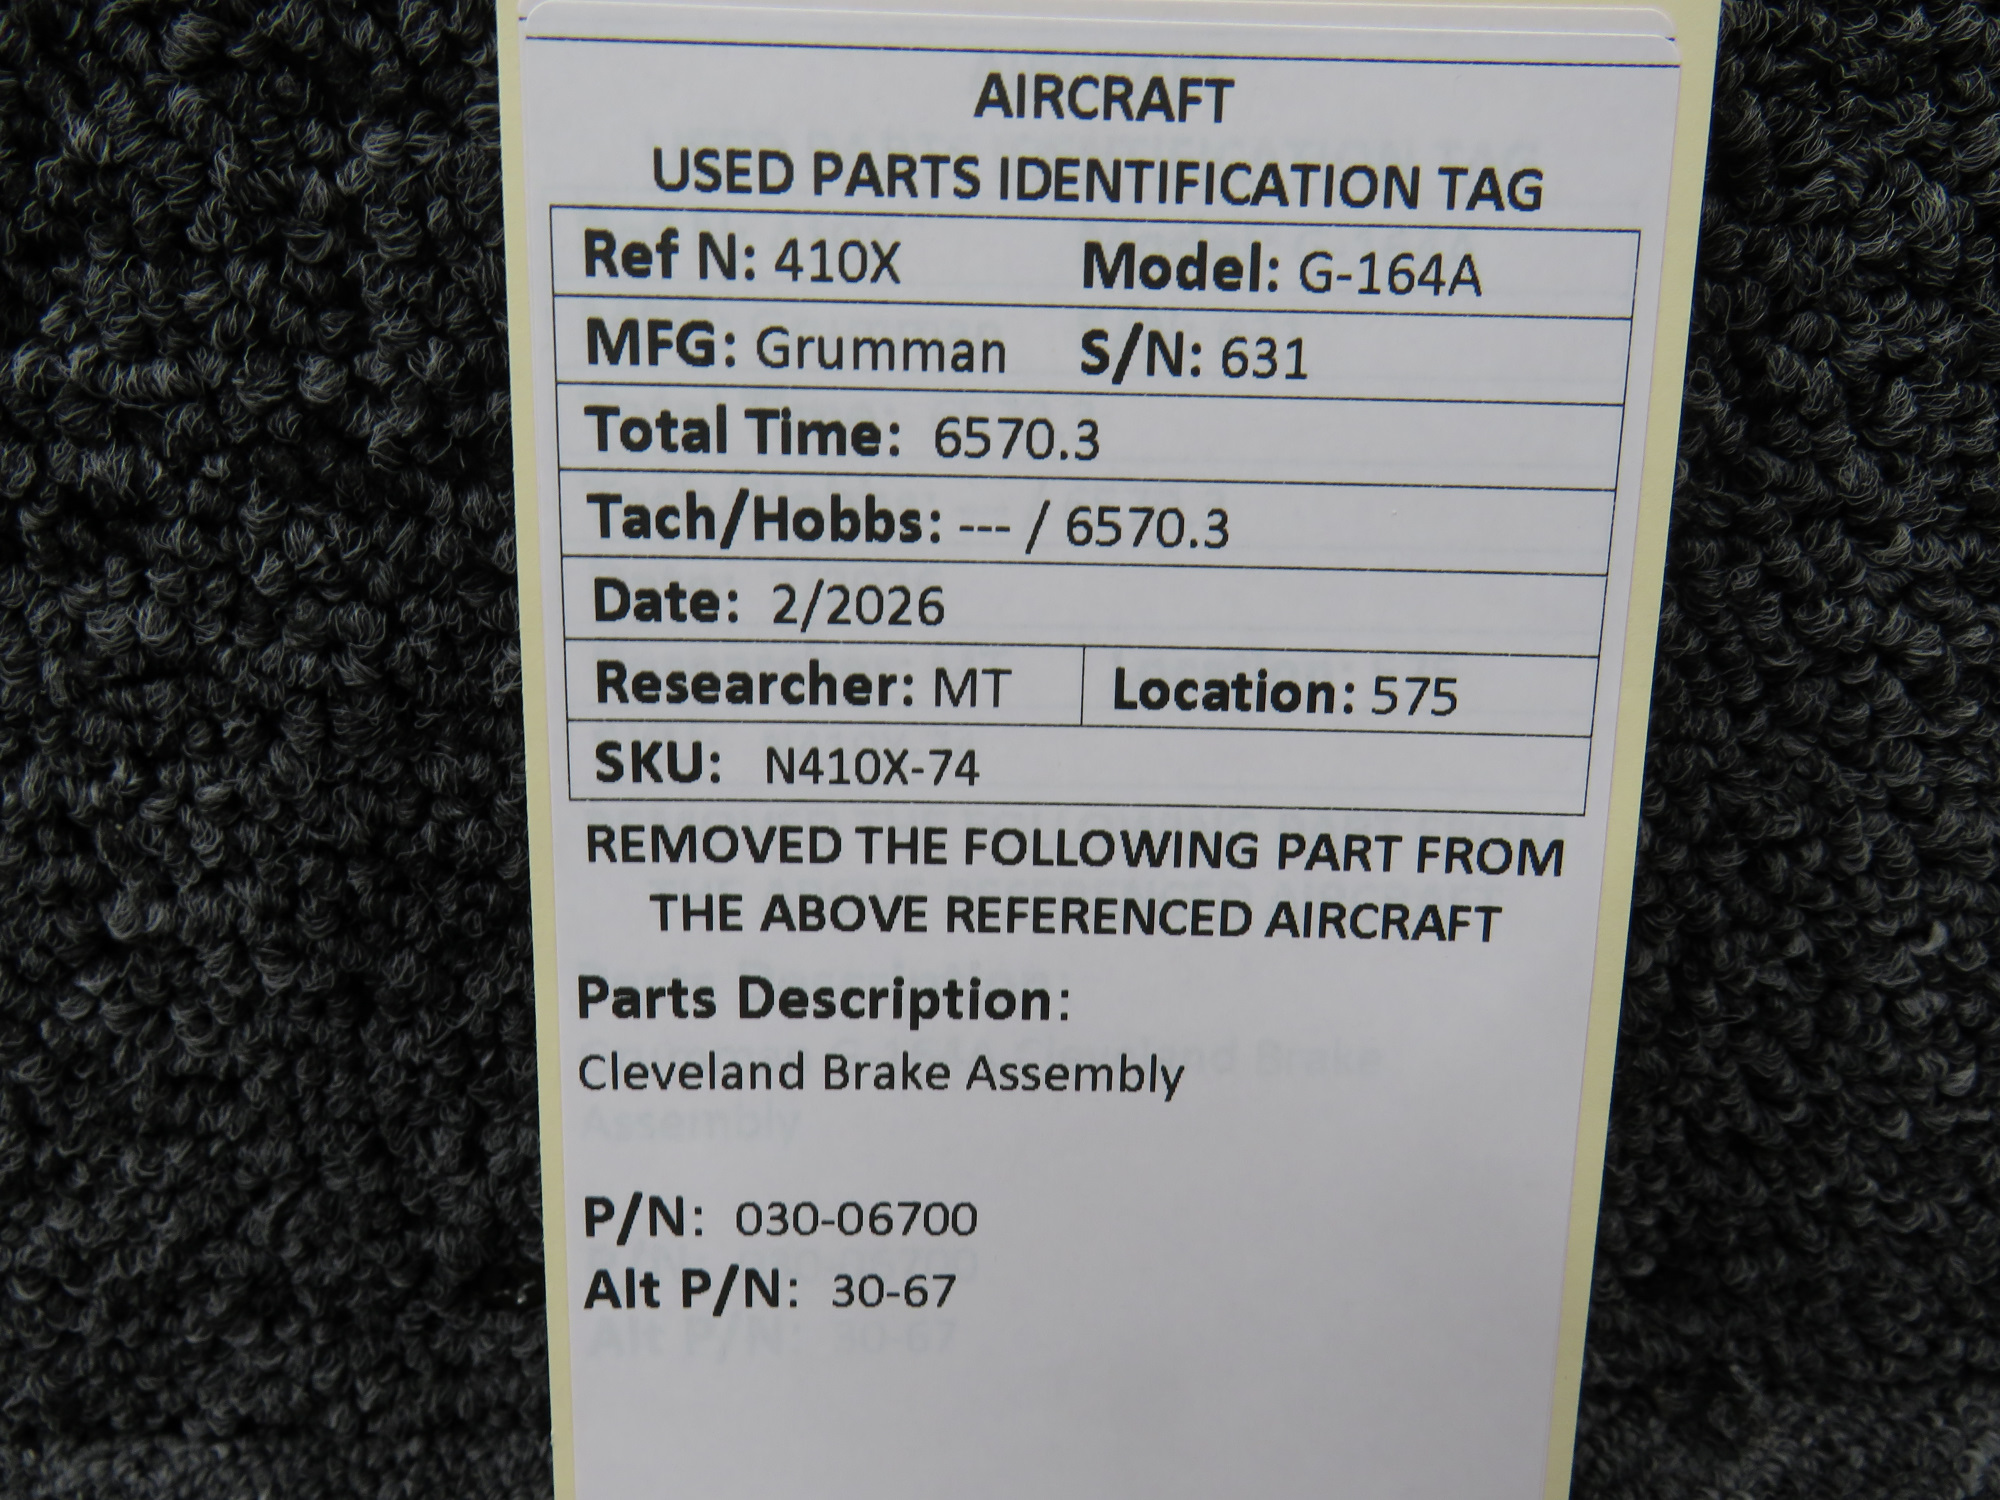 AIRCRAFT
USED PARTS IDENTIFICATION TAG
Ref N: 410X Model: G-164A
MFG: Grumman S/N: 631
Total Time: 6570.3
Tach/Hobbs: --- / 6570.3
Date: 2/2026
Researcher: MT Location: 575
SKU: N410X-74
REMOVED THE FOLLOWING PART FROM
THE ABOVE REFERENCED AIRCRAFT
Parts Description:
Cleveland Brake Assembly
P/N: 030-06700
Alt P/N: 30-67